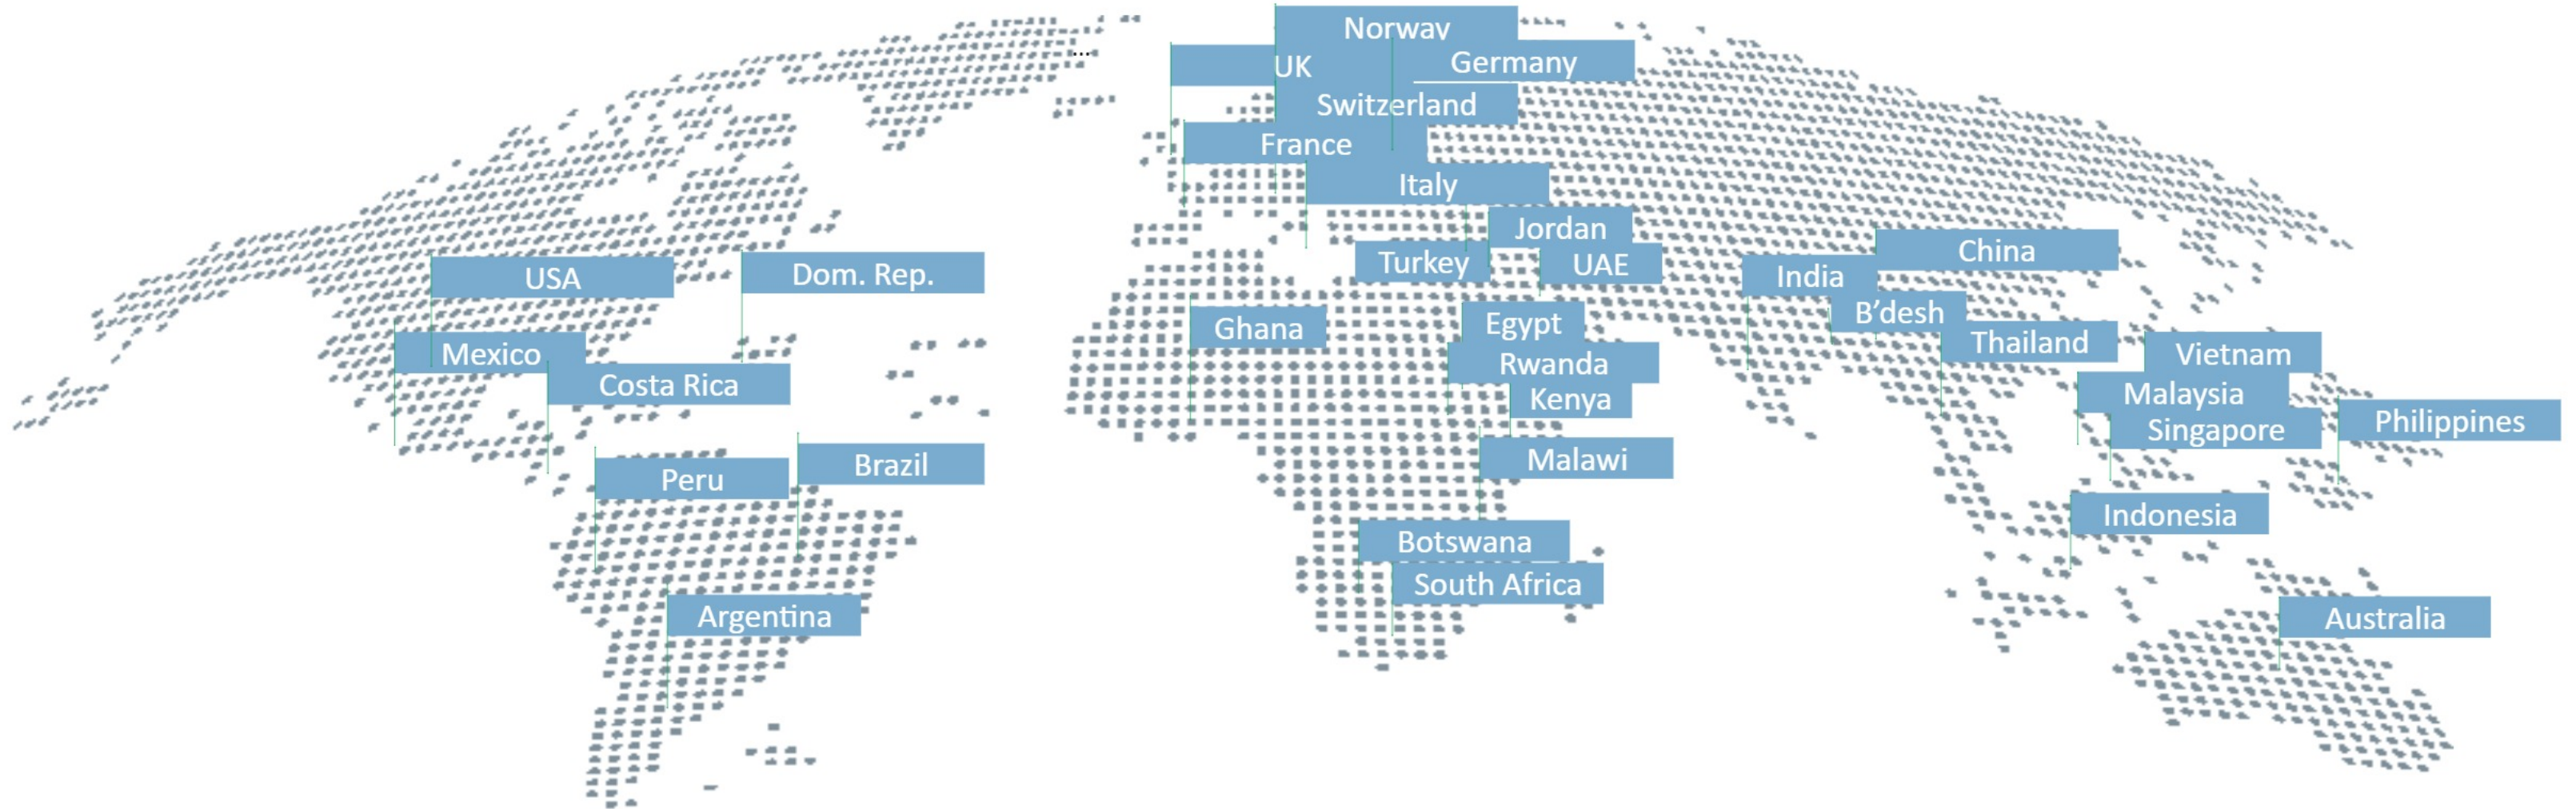 Norway
...
UK
Germany
Switzerland
France
Italy
Jordan
Turkey
UAE
China
India
B'desh
Thailand
USA
Dom. Rep.
Mexico
Costa Rica
Ghana
Egypt
Rwanda
Kenya
Vietnam
Malaysia
Singapore
Philippines
Peru
Brazil
Malawi
Indonesia
Botswana
South Africa
Argentina
Australia